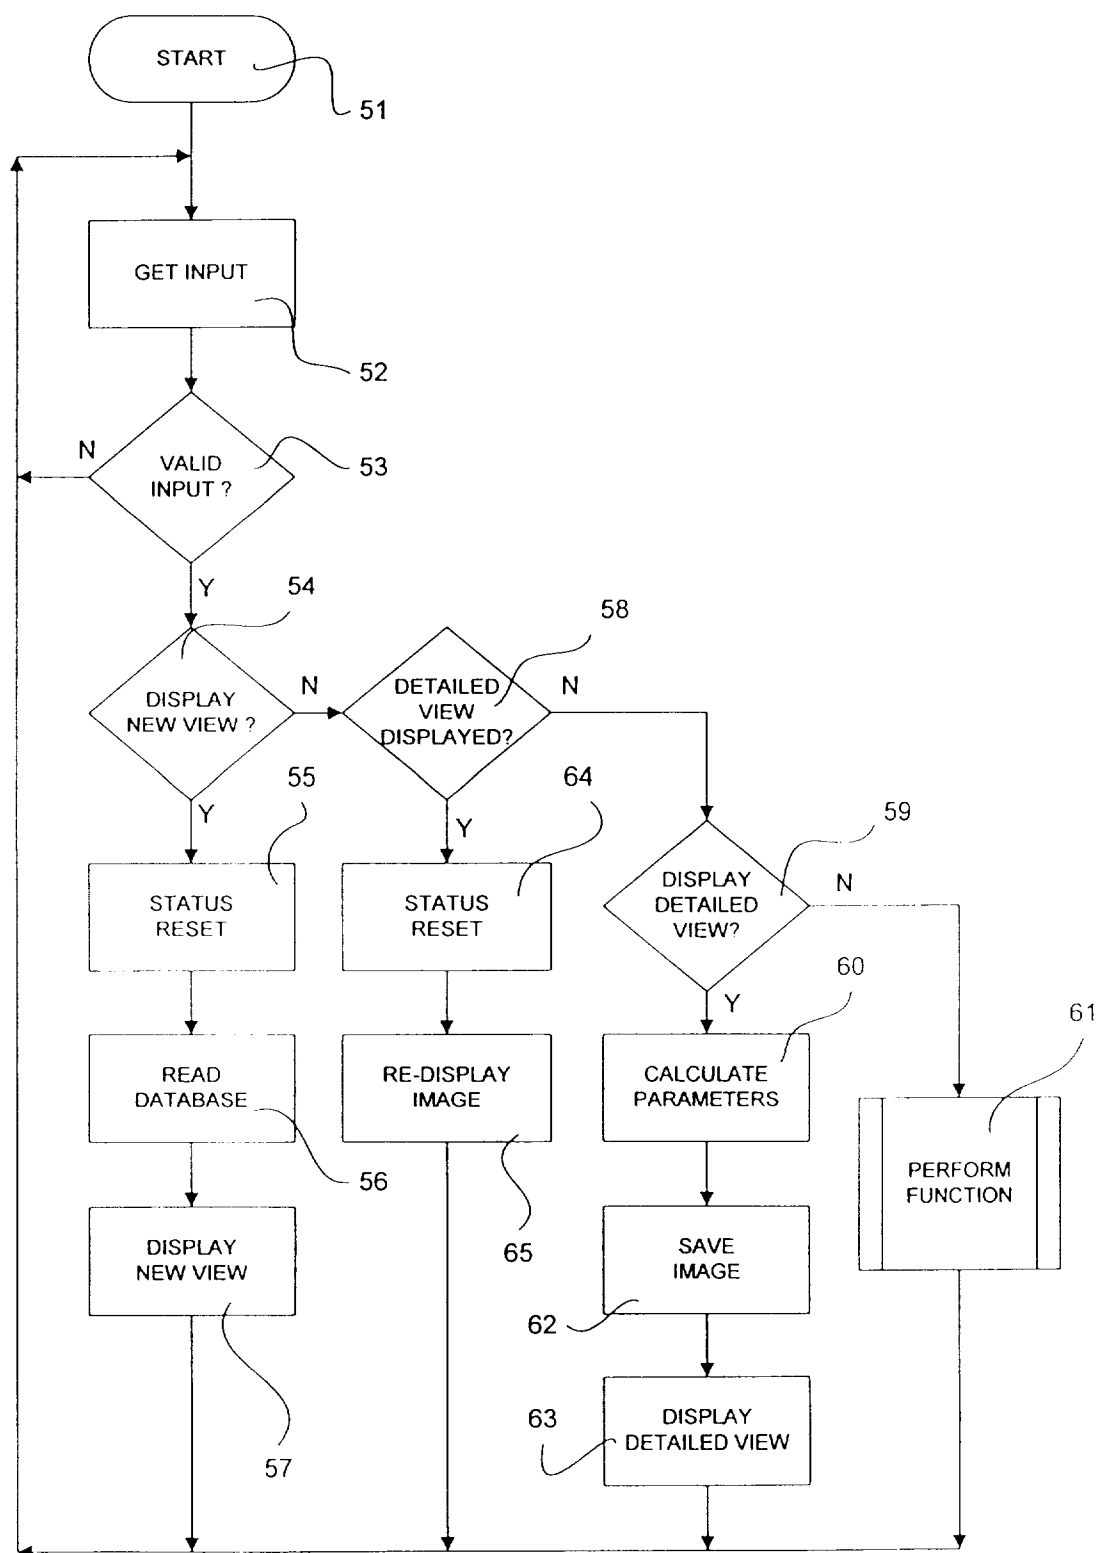 START
51
GET INPUT
52
N
VALID
INPUT ?
53
Y
54
58
DISPLAY
NEW VIEW ?
N
DETAILED
VIEW
DISPLAYED?
N
55
64
59
Y
Y
STATUS
RESET
STATUS
RESET
DISPLAY
DETAILED
VIEW?
N
60
Y
61
READ
DATABASE
56
RE-DISPLAY
IMAGE
65
CALCULATE
PARAMETERS
PERFORM
FUNCTION
DISPLAY
NEW VIEW
57
SAVE
IMAGE
62
63
DISPLAY
DETAILED VIEW